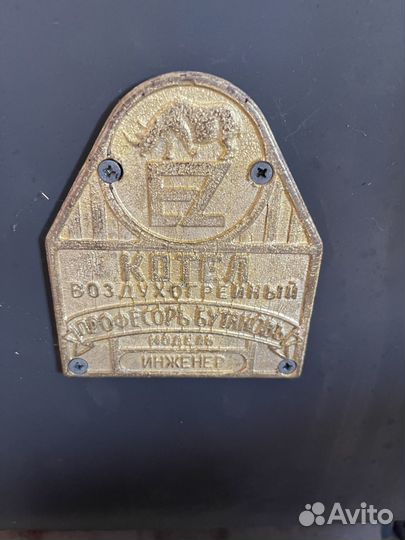 EZ
КОТЕЛ
ВОЗДУХОГРЕЙНЫЙ
ПРОФЕСОРЪ БУТАКОВЪ
МОДЕЛЬ
ИНЖЕНЕР
Avito